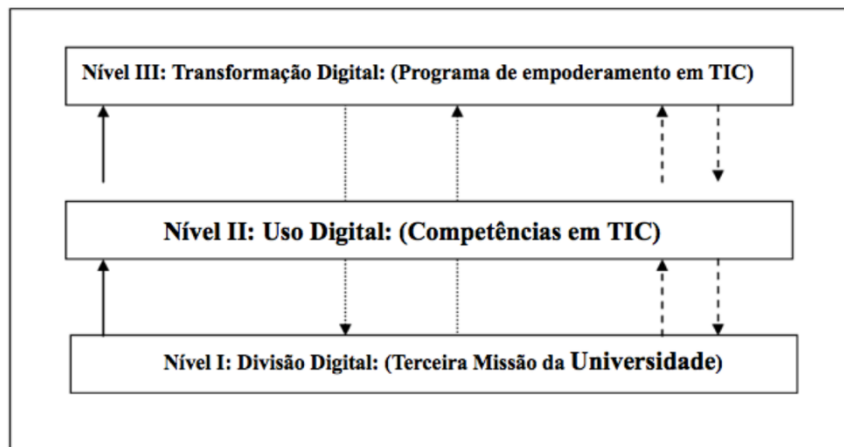 Nível III: Transformação Digital: (Programa de empoderamento em TIC)
Nível II: Uso Digital: (Competências em TIC)
Nível I: Divisão Digital: (Terceira Missão da Universidade)